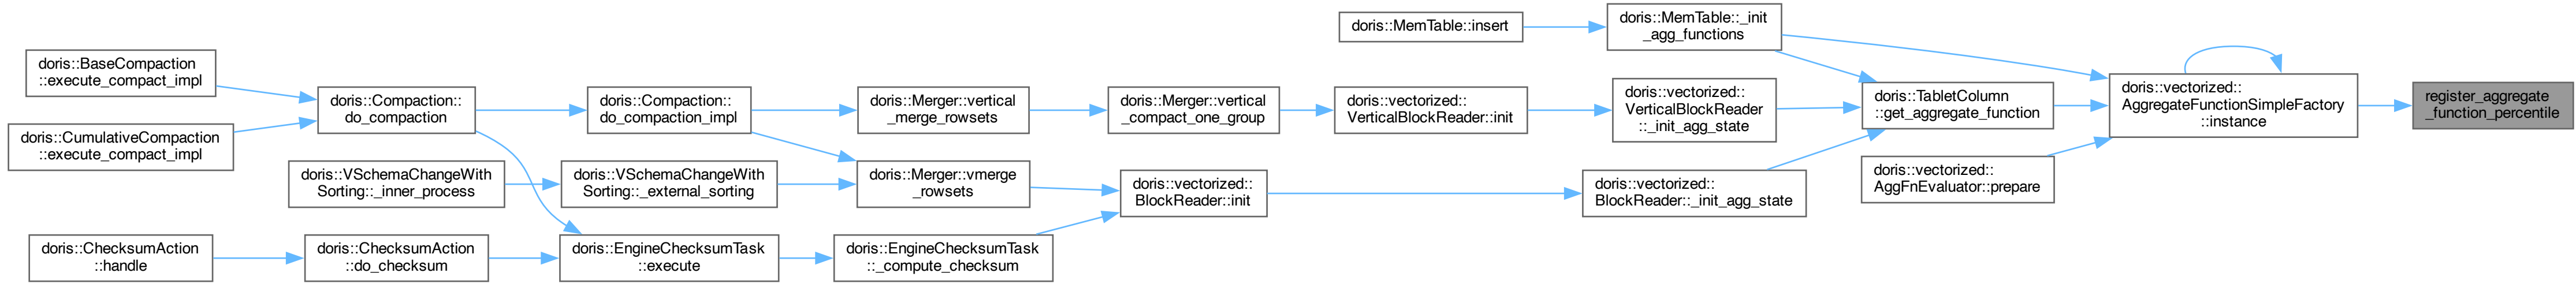 doris::BaseCompaction
::execute_compact_impl
doris::CumulativeCompaction
::execute_compact_impl
doris::Compaction::
do_compaction
doris::VSchemaChangeWith
Sorting::_inner_process
doris::ChecksumAction
::handle
doris::ChecksumAction
::do_checksum
doris::Compaction::
do_compaction_impl
doris::VSchemaChangeWith
Sorting::_external_sorting
doris::EngineChecksumTask
::execute
doris::Merger::vertical
_merge_rowsets
doris::Merger::vmerge
_rowsets
doris::EngineChecksumTask
::_compute_checksum
doris::Merger::vertical
_compact_one_group
doris::vectorized::
BlockReader::init
doris::MemTable::insert
doris::vectorized::
VerticalBlockReader::init
doris::MemTable::_init
_agg_functions
doris::vectorized::
VerticalBlockReader
::_init_agg_state
doris::vectorized::
BlockReader::_init_agg_state
doris::TabletColumn
::get_aggregate_function
doris::vectorized::
AggFnEvaluator::prepare
doris::vectorized::
AggregateFunctionSimpleFactory
::instance
register_aggregate
_function_percentile